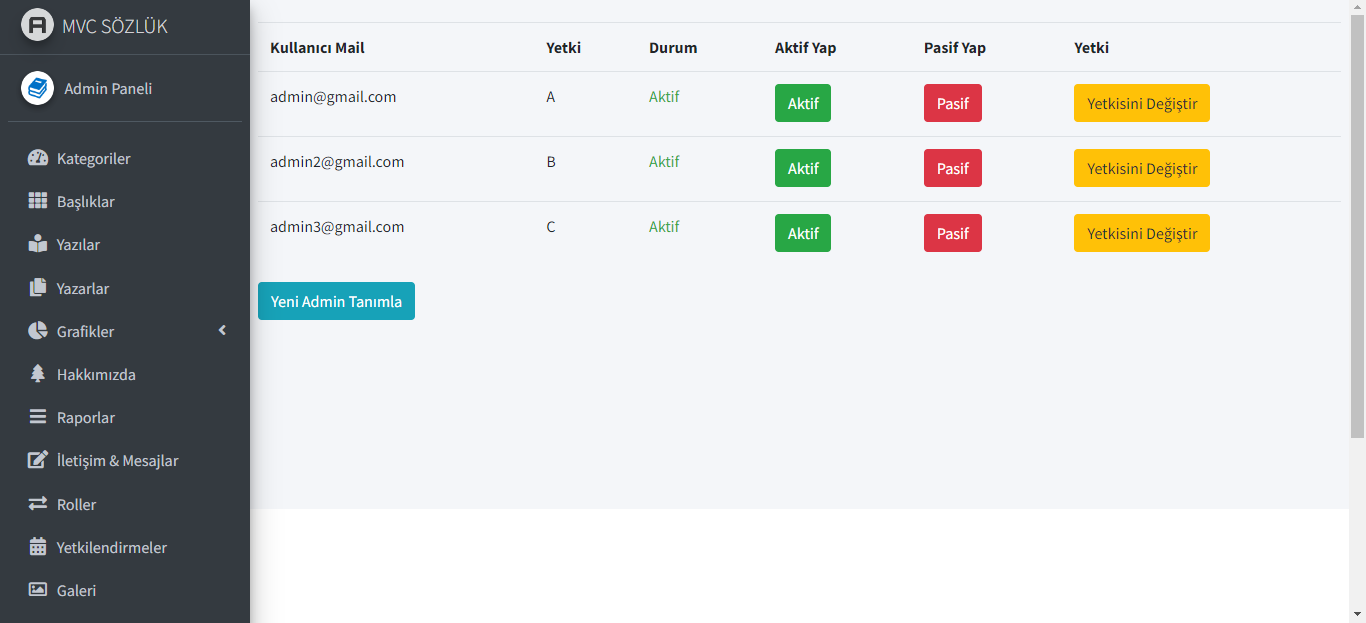 MVC SÖZLÜK
Admin Paneli
Kategoriler
Başlıklar
Yazılar
Yazarlar
Grafikler
Hakkımızda
Raporlar
İletişim & Mesajlar
Roller
Yetkilendirmeler
Galeri
Kullanıcı Mail Yetki Durum Aktif Yap Pasif Yap Yetki
admin@gmail.com A Aktif Aktif Pasif Yetkisini Değiştir
admin2@gmail.com B Aktif Aktif Pasif Yetkisini Değiştir
admin3@gmail.com C Aktif Aktif Pasif Yetkisini Değiştir
Yeni Admin Tanımla